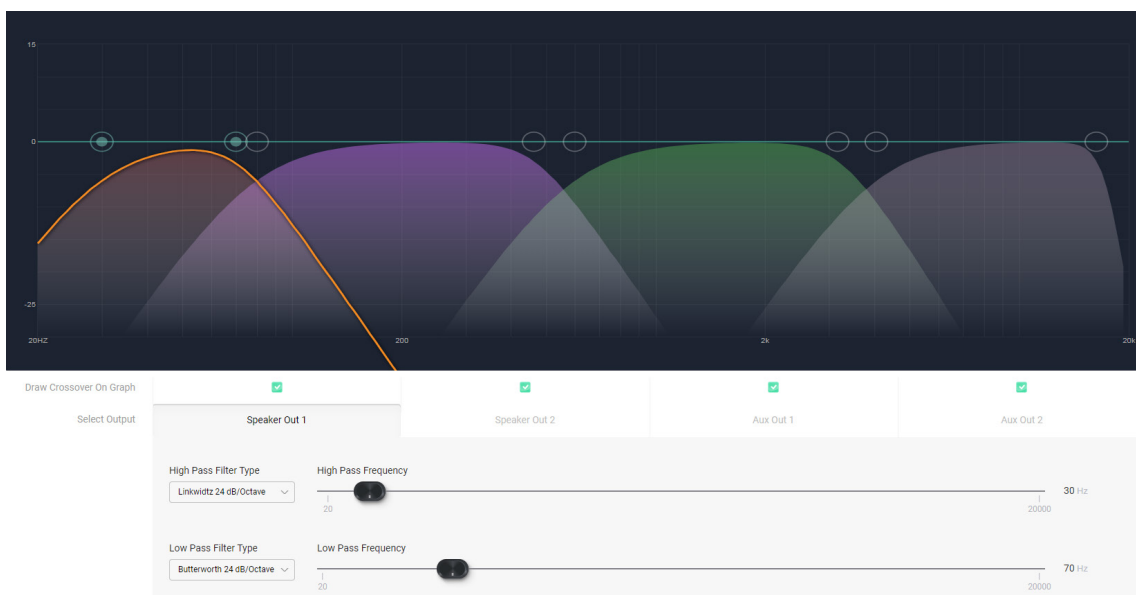 15
0
-25
20HZ 200 2k 20k
Draw Crossover On Graph
Select Output Speaker Out 1 Speaker Out 2 Aux Out 1 Aux Out 2
High Pass Filter Type High Pass Frequency
Linkwidtz 24 dB/Octave 30 Hz
20 20000
Low Pass Filter Type Low Pass Frequency
Butterworth 24 dB/Octave 70 Hz
20 20000